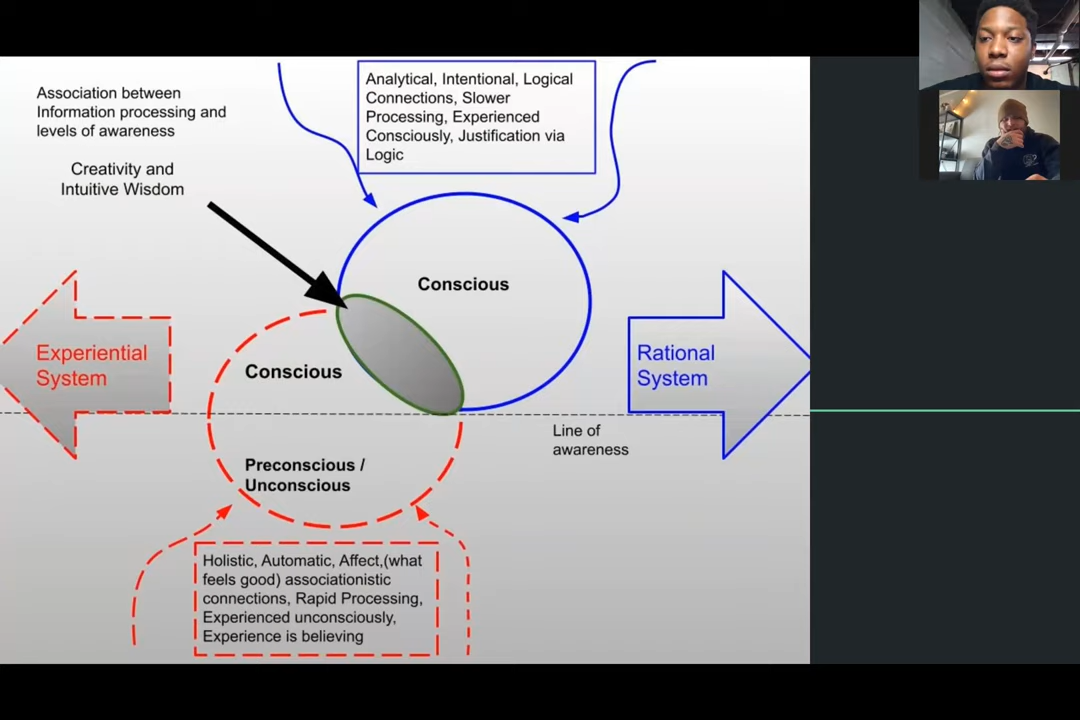 Association between
Information processing and
levels of awareness
Creativity and
Intuitive Wisdom
Analytical, Intentional, Logical
Connections, Slower
Processing, Experienced
Consciously, Justification via
Logic
Conscious
Experiential
System
Conscious
Rational
System
Line of
awareness
Preconscious /
Unconscious
Holistic, Automatic, Affect,(what
feels good) associationistic
connections, Rapid Processing,
Experienced unconsciously,
Experience is believing